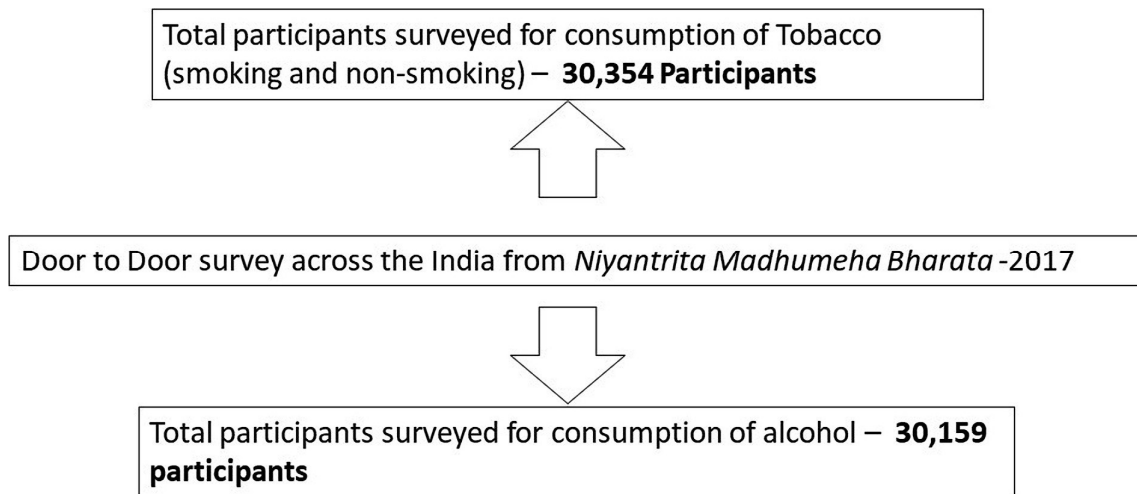 Total participants surveyed for consumption of Tobacco
(smoking and non-smoking) – 30,354 Participants
Door to Door survey across the India from Niyantrita Madhumeha Bharata -2017
Total participants surveyed for consumption of alcohol – 30,159
participants